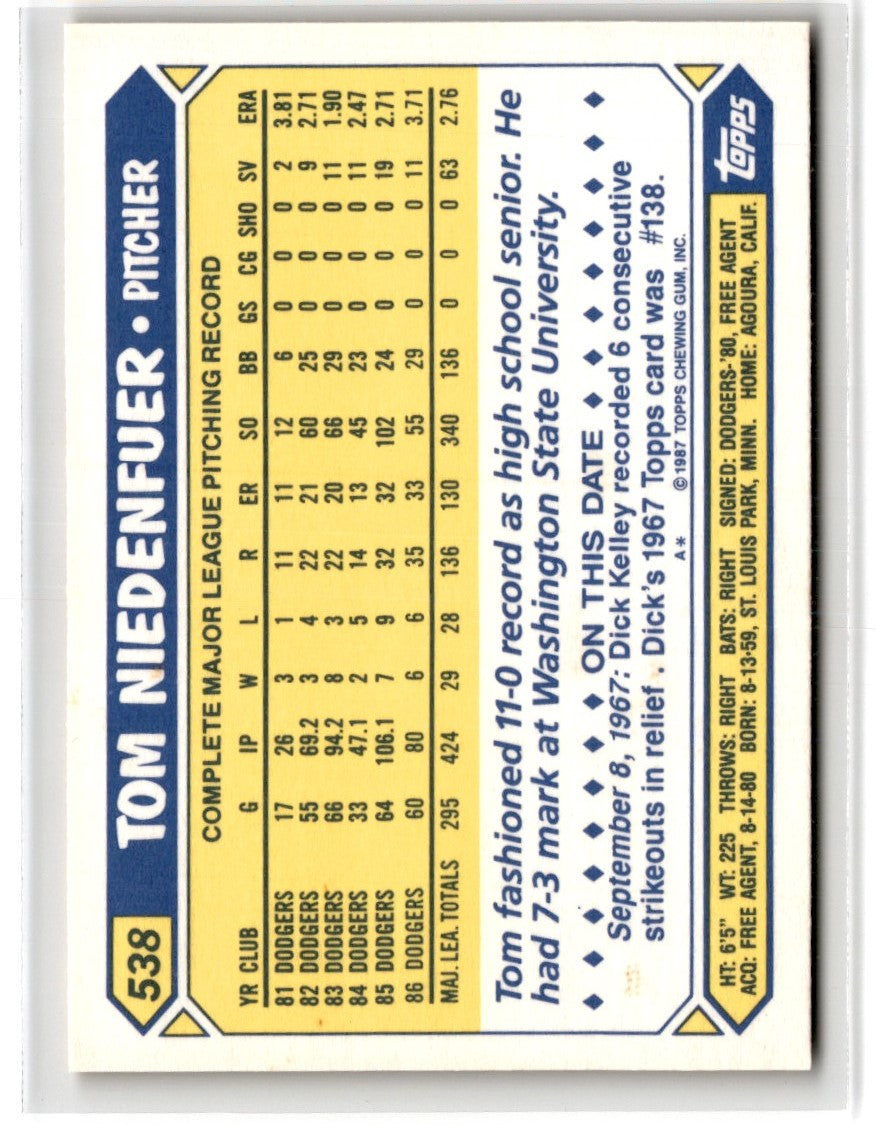 538
TOM NIEDENFUER • PITCHER
COMPLETE MAJOR LEAGUE PITCHING RECORD
YR CLUB G IP W L R ER SO BB GS CG SHO SV ERA
81 DODGERS 17 26 3 1 11 11 12 6 0 0 0 2 3.81
82 DODGERS 55 69.2 3 4 22 21 60 25 0 0 0 9 2.71
83 DODGERS 66 94.2 8 3 22 20 66 29 0 0 0 11 1.90
84 DODGERS 33 47.1 2 5 14 13 45 23 0 0 0 11 2.47
85 DODGERS 64 106.1 7 9 32 32 102 24 0 0 0 19 2.71
86 DODGERS 60 80 6 6 35 33 55 29 0 0 0 11 3.71
MAJ. LEA. TOTALS 295 424 29 28 136 130 340 136 0 0 0 63 2.76
Tom fashioned 11-0 record as high school senior. He
had 7-3 mark at Washington State University.
♦ ♦ ♦ ♦ ♦ ♦ ♦ ON THIS DATE ♦ ♦ ♦ ♦ ♦ ♦ ♦ ♦
September 8, 1967: Dick Kelley recorded 6 consecutive
strikeouts in relief . Dick's 1967 Topps card was #138.
A* © 1987 TOPPS CHEWING GUM, INC.
HT: 6'5" WT: 225 THROWS: RIGHT BATS: RIGHT SIGNED: DODGERS-'80, FREE AGENT
ACQ: FREE AGENT, 8-14-80 BORN: 8-13-59, ST. LOUIS PARK, MINN. HOME: AGOURA, CALIF.
topps